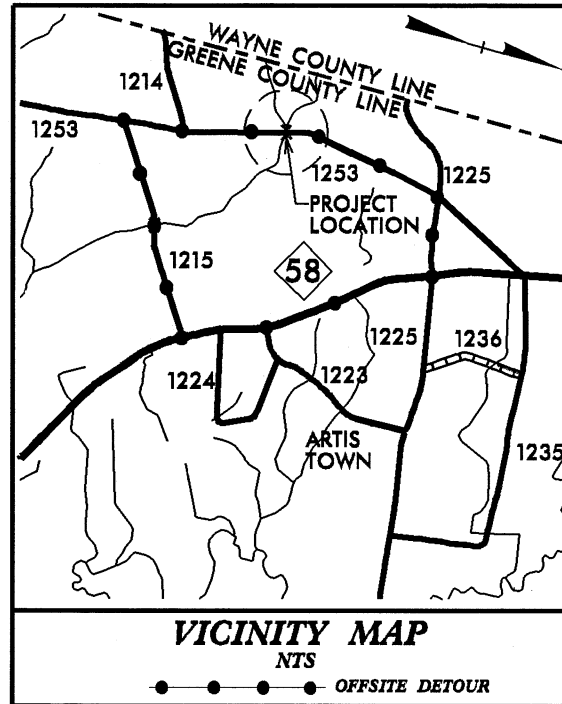 WAYNE COUNTY LINE
GREENE COUNTY LINE
1214
1253
1253
1225
PROJECT
LOCATION
1215
58
1225
1236
1224
1223
ARTIS
TOWN
1235
VICINITY MAP
NTS
OFFSITE DETOUR